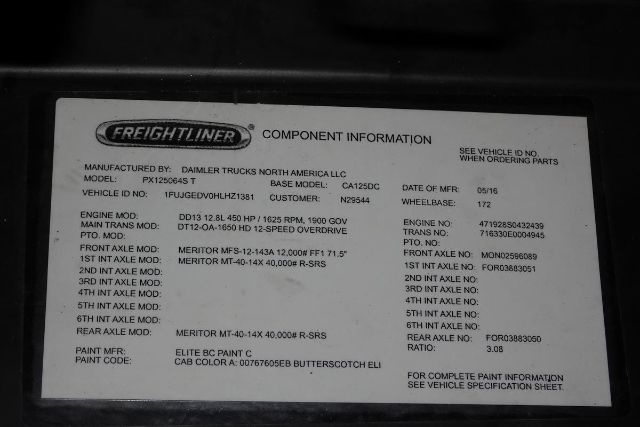 FREIGHTLINER COMPONENT INFORMATION
SEE VEHICLE ID NO.
WHEN ORDERING PARTS
MANUFACTURED BY: DAIMLER TRUCKS NORTH AMERICA LLC
MODEL: PX125064S T BASE MODEL: CA125DC DATE OF MFR: 05/16
VEHICLE ID NO: 1FUJGEDV0HLHZ1381 CUSTOMER: N29544 WHEELBASE: 172
ENGINE MOD: DD13 12.8L 450 HP / 1625 RPM, 1900 GOV ENGINE NO: 471928S0432439
MAIN TRANS MOD: DT12-OA-1650 HD 12-SPEED OVERDRIVE TRANS NO: 716330E0004945
PTO. MOD: PTO. NO:
FRONT AXLE MOD: MERITOR MFS-12-143A 12,000# FF1 71.5" FRONT AXLE NO: MON02596089
1ST INT AXLE MOD: MERITOR MT-40-14X 40,000# R-SRS 1ST INT AXLE NO: FOR03883051
2ND INT AXLE MOD: 2ND INT AXLE NO:
3RD INT AXLE MOD: 3RD INT AXLE NO:
4TH INT AXLE MOD: 4TH INT AXLE NO:
5TH INT AXLE MOD: 5TH INT AXLE NO:
6TH INT AXLE MOD: 6TH INT AXLE NO:
REAR AXLE MOD: MERITOR MT-40-14X 40,000# R-SRS REAR AXLE NO: FOR03883050
RATIO: 3.08
PAINT MFR: ELITE BC PAINT C
PAINT CODE: CAB COLOR A: 00767605EB BUTTERSCOTCH ELI
FOR COMPLETE PAINT INFORMATION
SEE VEHICLE SPECIFICATION SHEET.